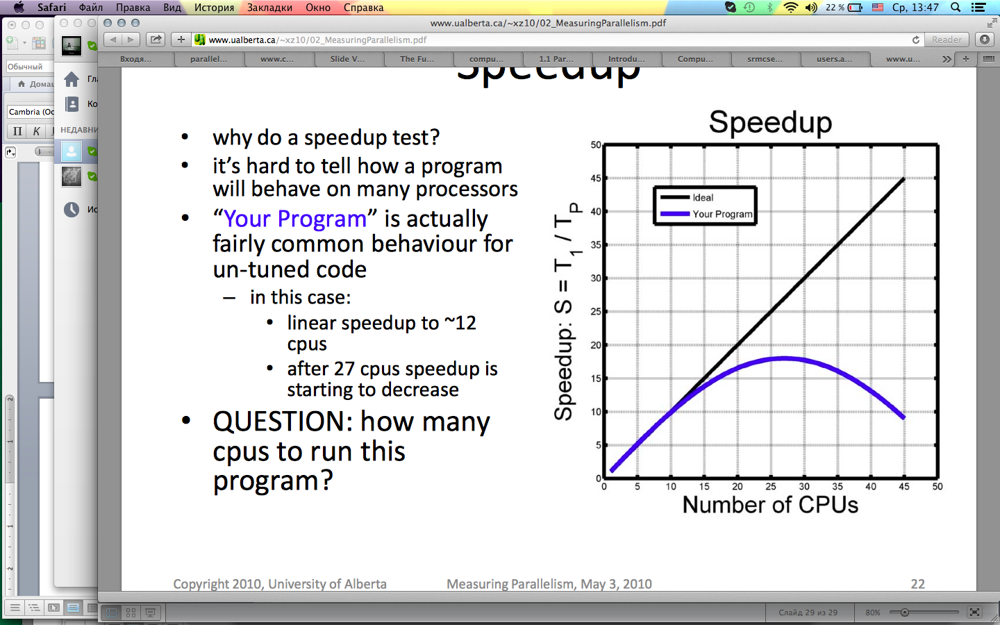 Safari Файл Правка Вид История Закладки Окно Справка
22 % Ср, 13:47
www.ualberta.ca/~xz10/02_MeasuringParallelism.pdf
www.ualberta.ca/~xz10/02_MeasuringParallelism.pdf
Reader
Входя... parallel... www.c... Slide V... The Fu... compu... 1.1 Par... Introdu... Compu... srmcse... users.a... www.u...
Обычный
Cambria (Ос
П К
НЕДАВНИ
Speedup
• why do a speedup test?
• it’s hard to tell how a program
will behave on many processors
• “Your Program” is actually
fairly common behaviour for
un-tuned code
– in this case:
• linear speedup to ~12
cpus
• after 27 cpus speedup is
starting to decrease
• QUESTION: how many
cpus to run this
program?
Speedup
Speedup: S = T1 / TP
50
45
40
35
30
25
20
15
10
5
0
Ideal
Your Program
0 5 10 15 20 25 30 35 40 45 50
Number of CPUs
Copyright 2010, University of Alberta Measuring Parallelism, May 3, 2010 22
Слайд 29 из 29 80%